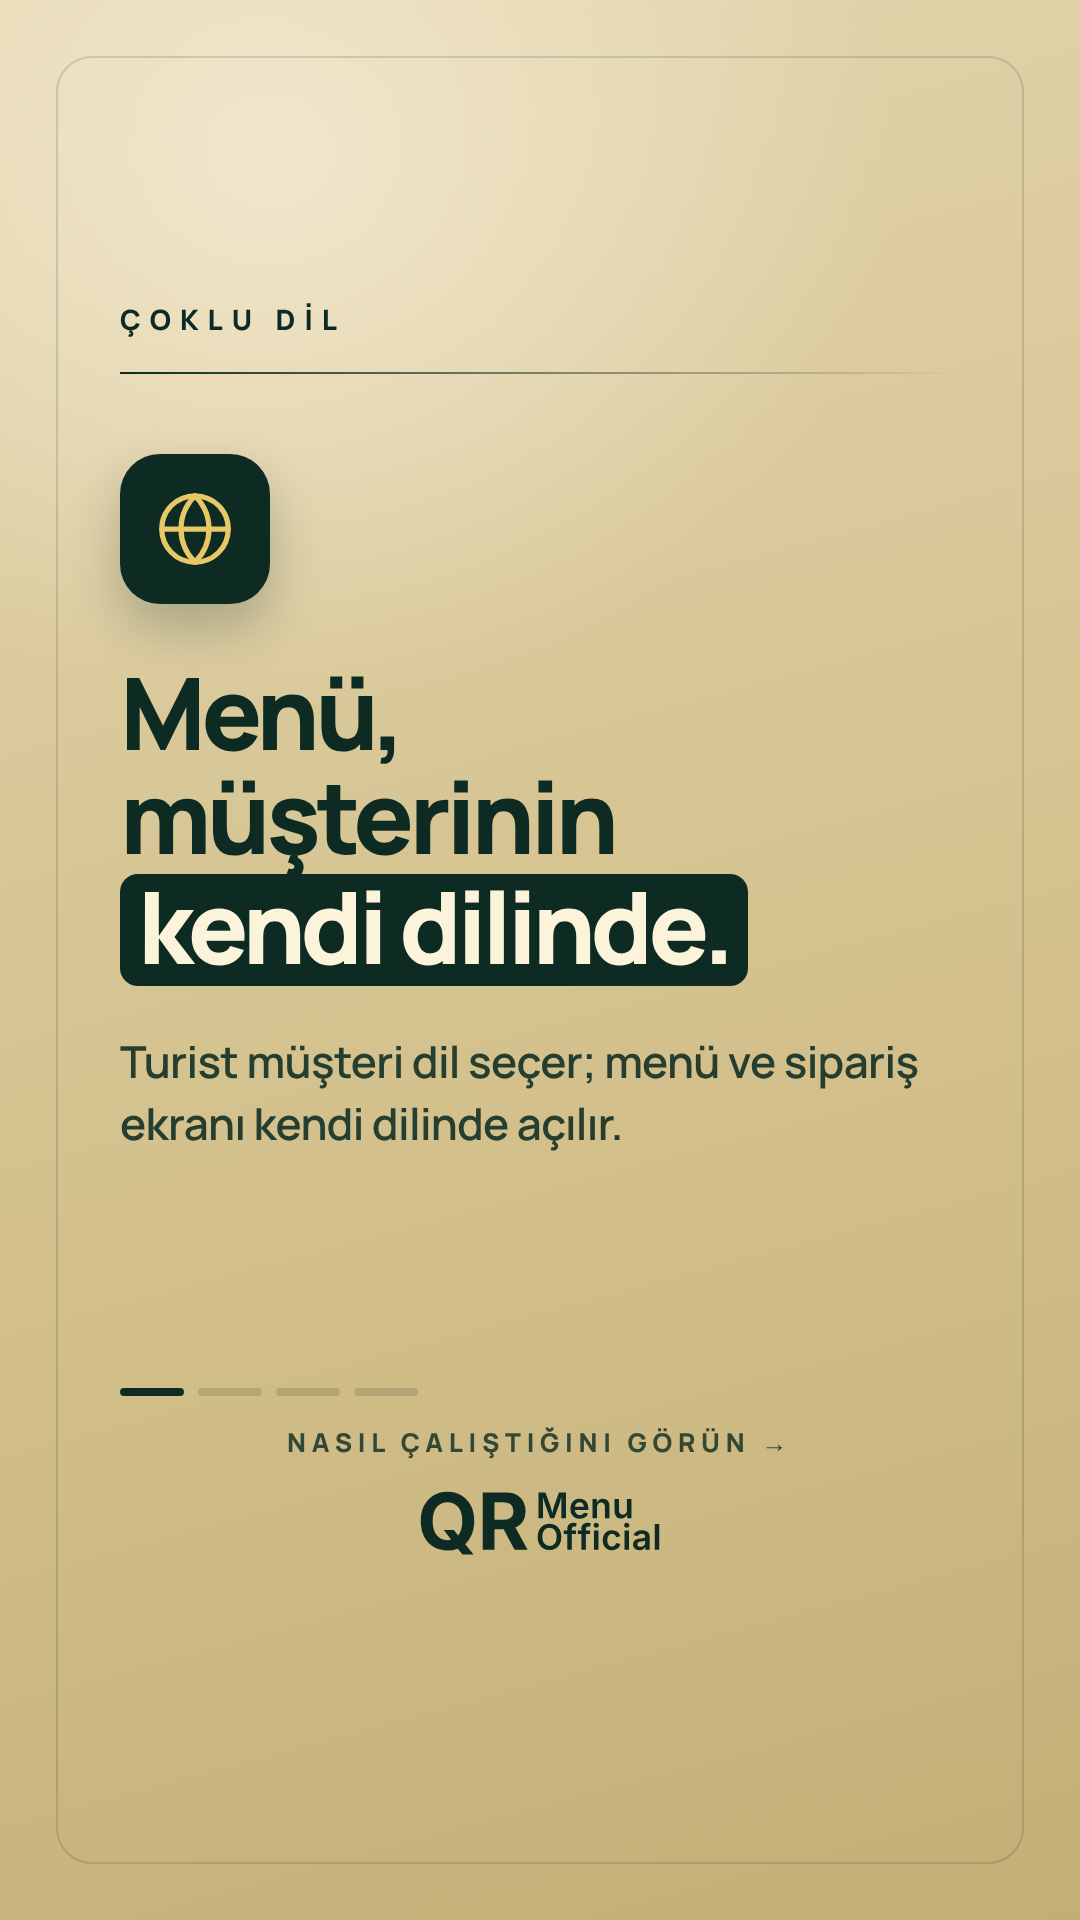 ÇOKLU DİL
Menü,
müşterinin
kendi dilinde.
Turist müşteri dil seçer; menü ve sipariş
ekranı kendi dilinde açılır.
NASIL ÇALIŞTIĞINI GÖRÜN →
QR Menu
Official